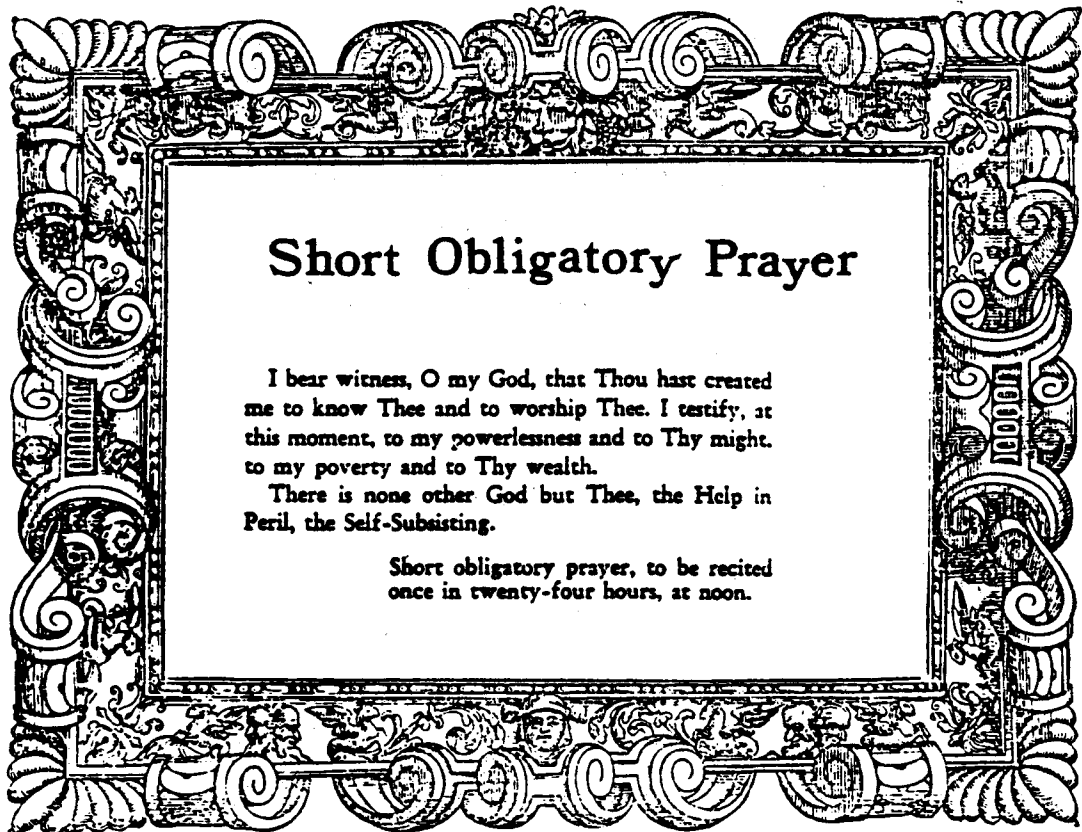 Short Obligatory Prayer
I bear witness, O my God, that Thou hast created
me to know Thee and to worship Thee. I testify, at
this moment, to my powerlessness and to Thy might.
to my poverty and to Thy wealth.
There is none other God but Thee, the Help in
Peril, the Self-Subsisting.
Short obligatory prayer, to be recited
once in twenty-four hours, at noon.